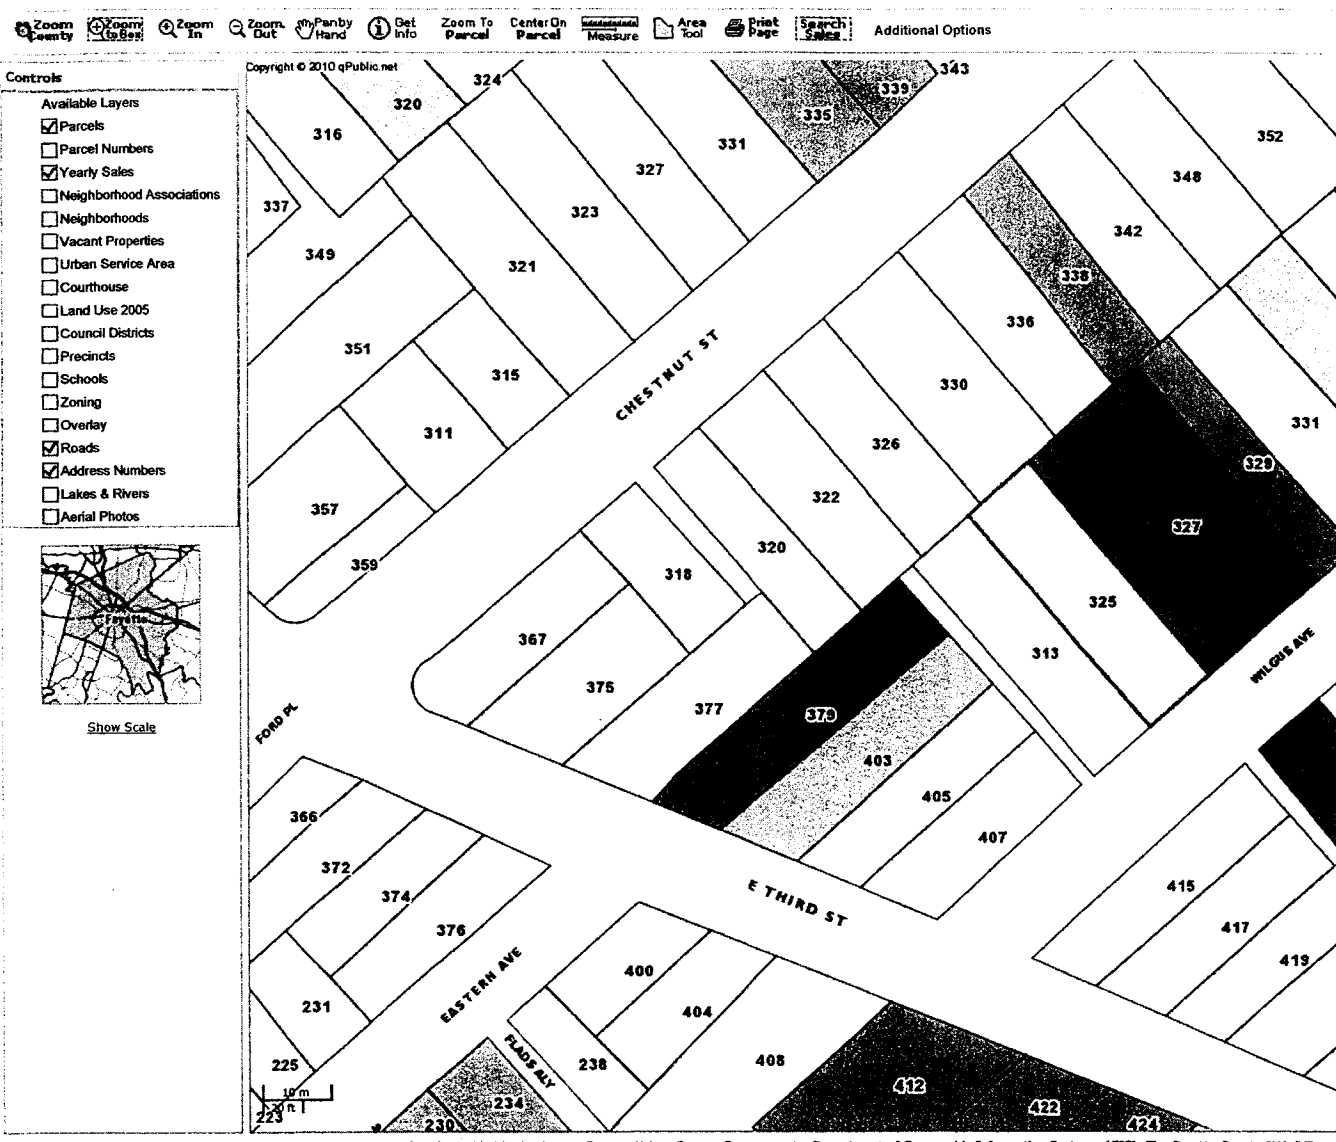 Zoom County Zoom to Box Zoom In Zoom Out Pan by Hand Get Info Zoom To Parcel Center On Parcel Measure Area Tool Print Page Search Sales Additional Options
Controls
Available Layers
Parcels
Parcel Numbers
Yearly Sales
Neighborhood Associations
Neighborhoods
Vacant Properties
Urban Service Area
Courthouse
Land Use 2005
Council Districts
Precincts
Schools
Zoning
Overlay
Roads
Address Numbers
Lakes & Rivers
Aerial Photos
Fayette
Show Scale
Copyright © 2010 qPublic.net
343
324
339
320
335
316
331
352
327
348
337
323
342
349
321
338
336
351
315
330
331
311
326
329
322
357
327
320
359
318
325
367
313
375
377
379
403
405
407
CHESTNUT ST
WILGUS AVE
FORD PL
366
372
374
376
E THIRD ST
415
417
419
EASTERN AVE
400
404
408
231
225
FLADS ALY
238
412
422
424
234
230
10 m
20 ft
223